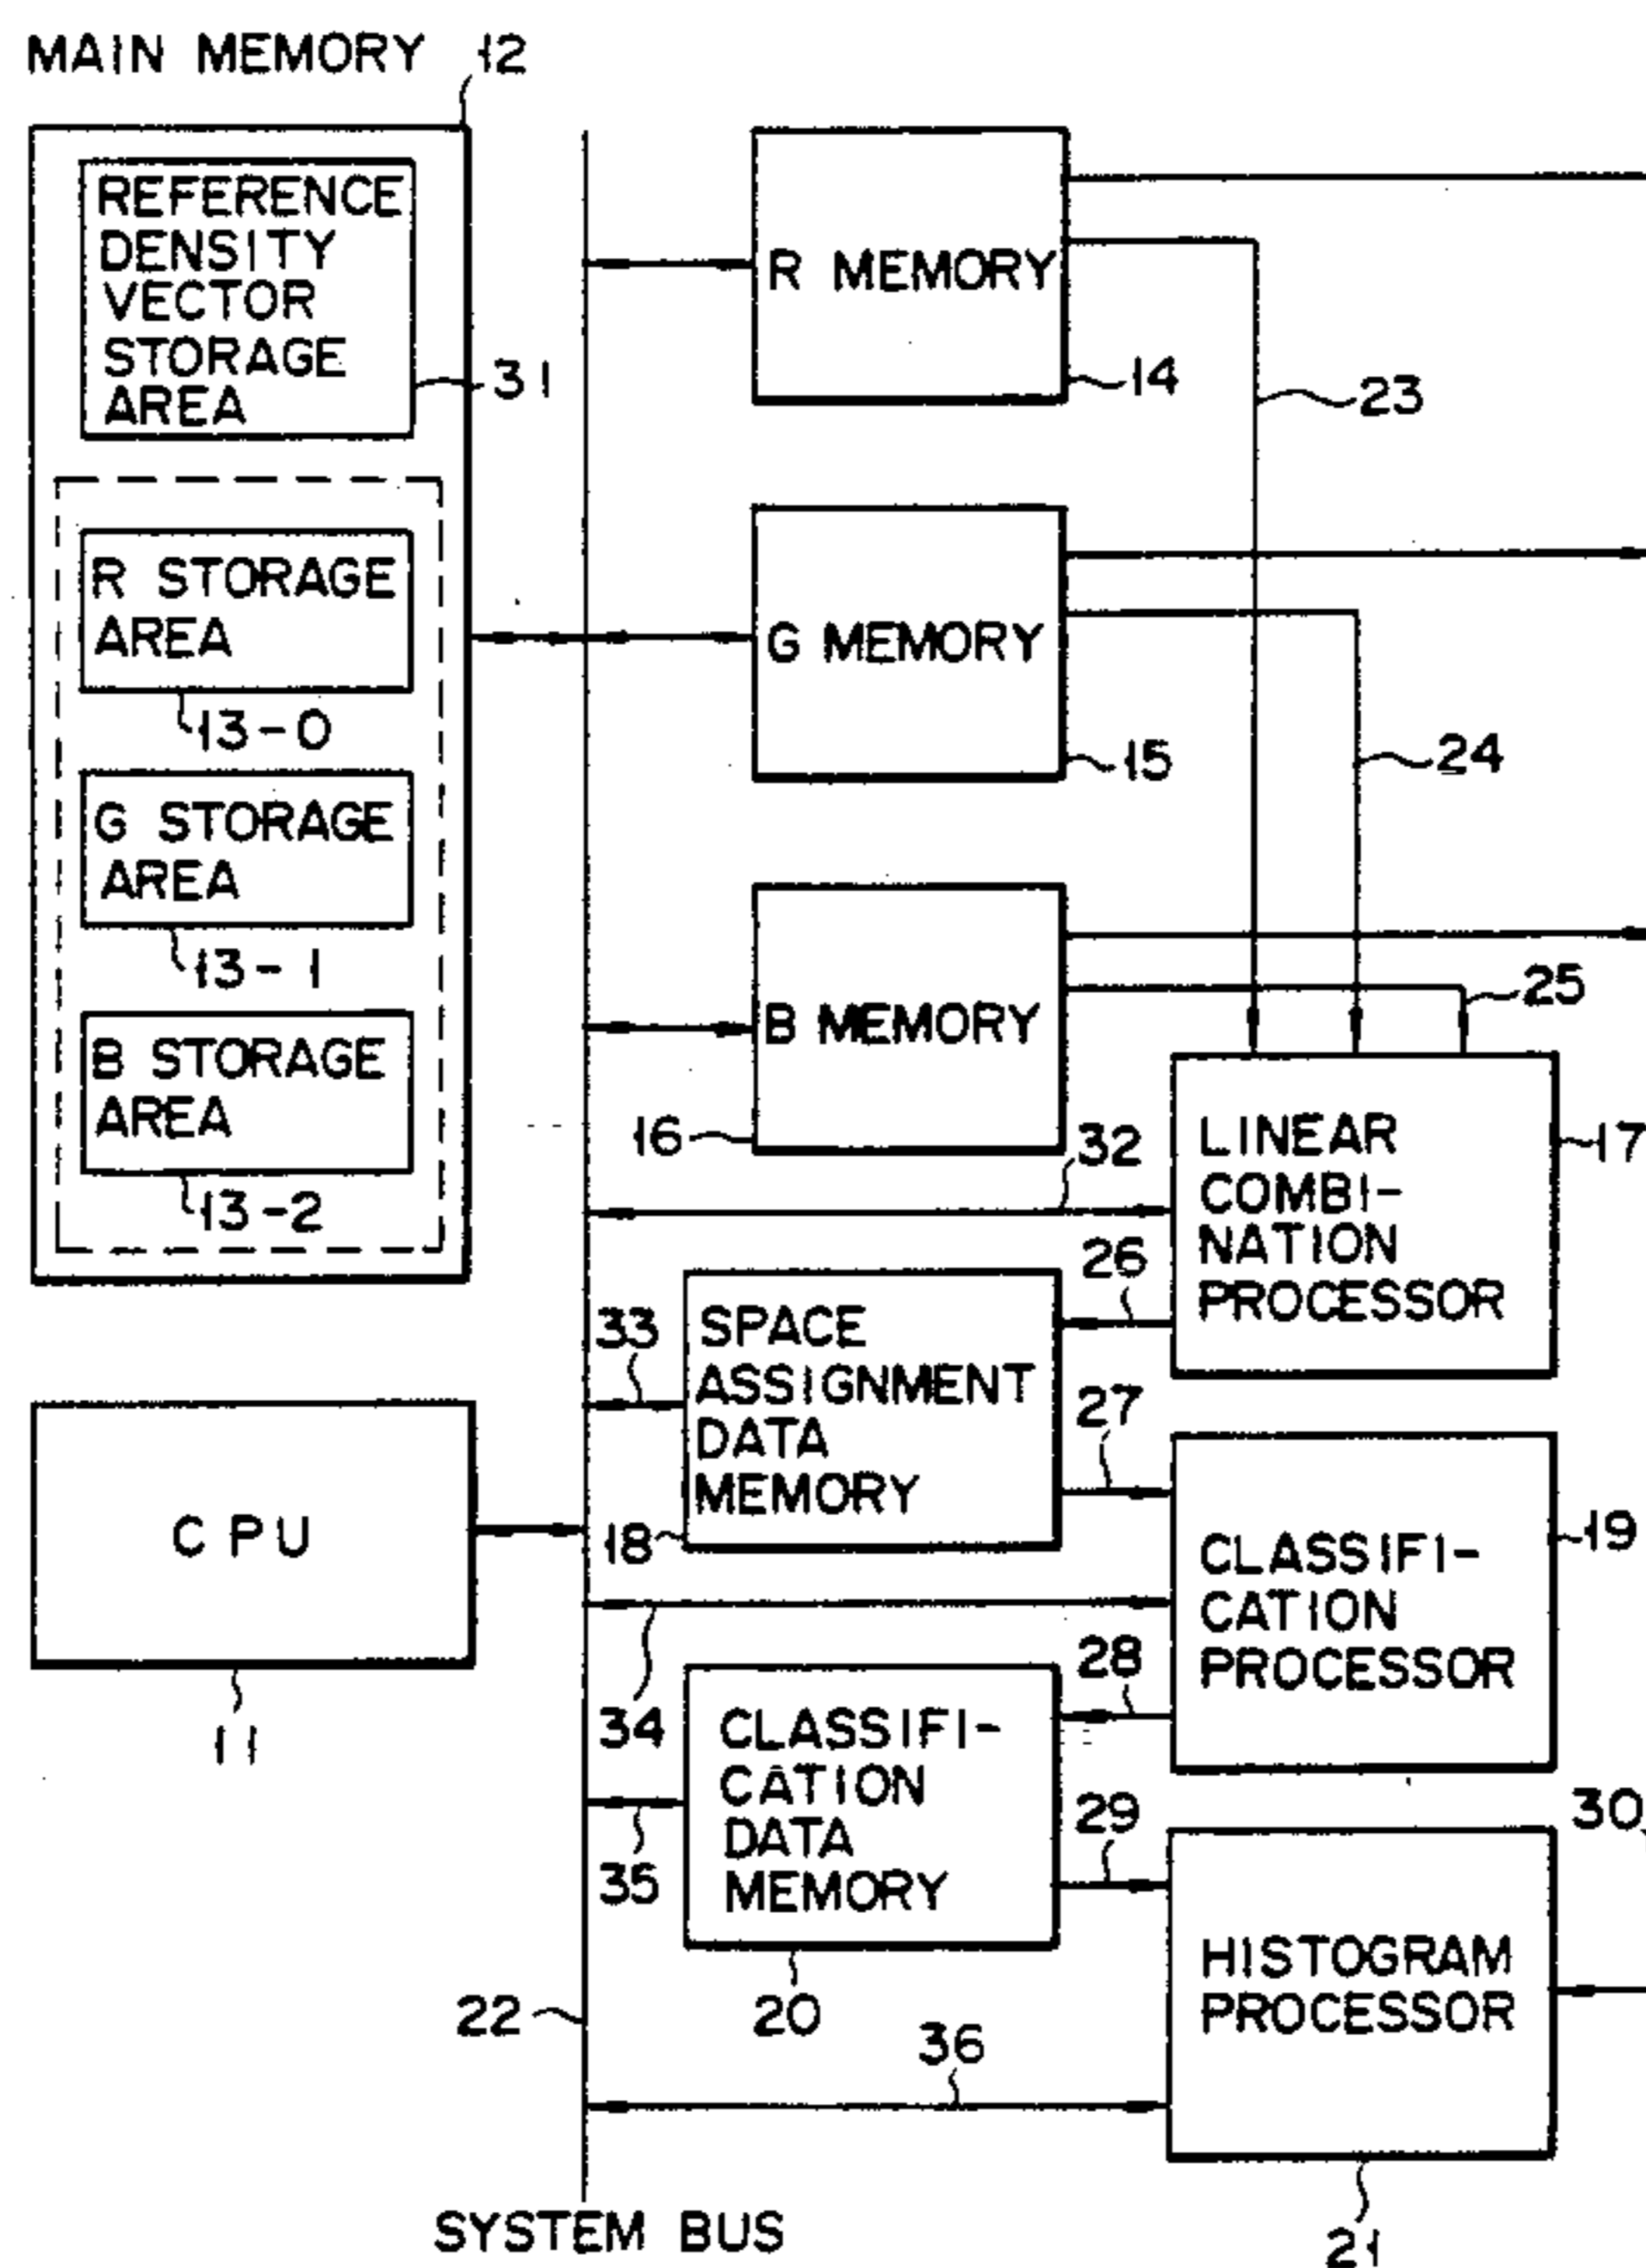 MAIN MEMORY 12
REFERENCE
DENSITY
VECTOR
STORAGE
AREA
31
R STORAGE
AREA
13-0
G STORAGE
AREA
13-1
B STORAGE
AREA
13-2
CPU
11
R MEMORY
14
23
G MEMORY
15
24
B MEMORY
16
25
32
LINEAR
COMBI-
NATION
PROCESSOR
17
26
33
SPACE
ASSIGNMENT
DATA
MEMORY
18
27
CLASSIFI-
CATION
PROCESSOR
19
34
28
CLASSIFI-
CATION
DATA
MEMORY
35
20
29
30
HISTOGRAM
PROCESSOR
21
22
36
SYSTEM BUS